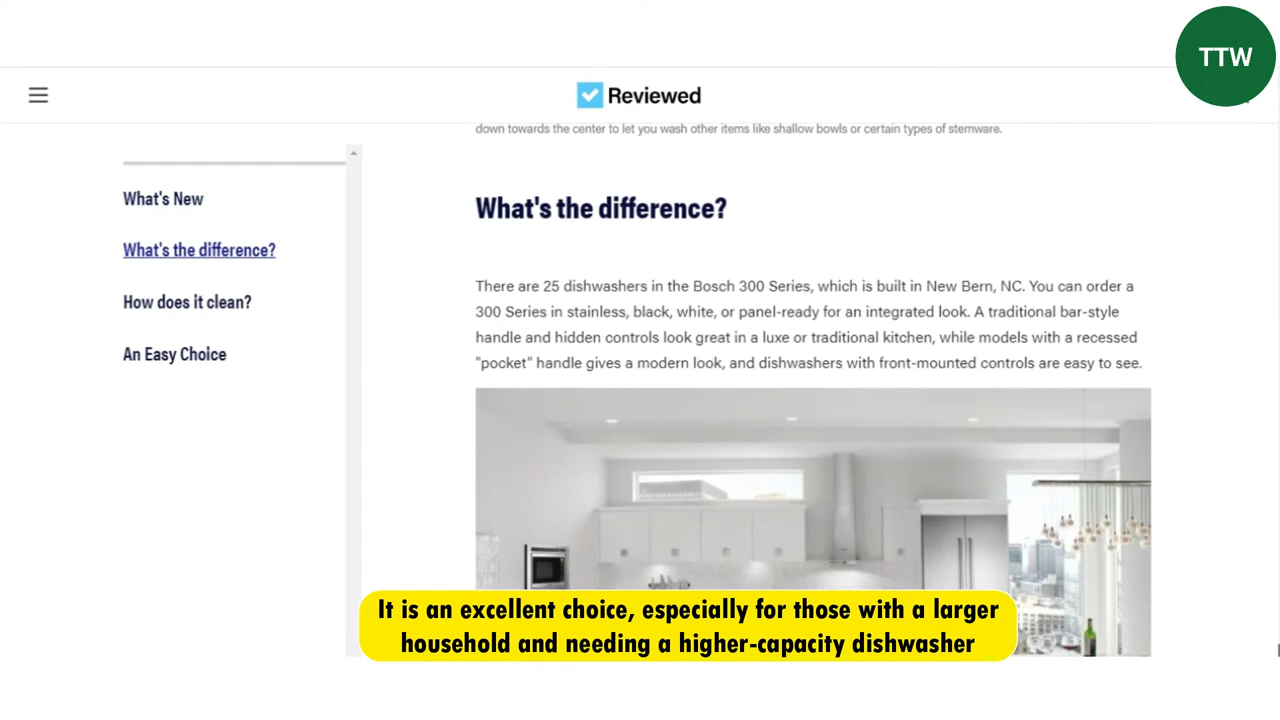 TTW
Reviewed
down towards the center to let you wash other items like shallow bowls or certain types of stemware.
What's New
What's the difference?
How does it clean?
An Easy Choice
What's the difference?
There are 25 dishwashers in the Bosch 300 Series, which is built in New Bern, NC. You can order a
300 Series in stainless, black, white, or panel-ready for an integrated look. A traditional bar-style
handle and hidden controls look great in a luxe or traditional kitchen, while models with a recessed
"pocket" handle gives a modern look, and dishwashers with front-mounted controls are easy to see.
It is an excellent choice, especially for those with a larger
household and needing a higher-capacity dishwasher